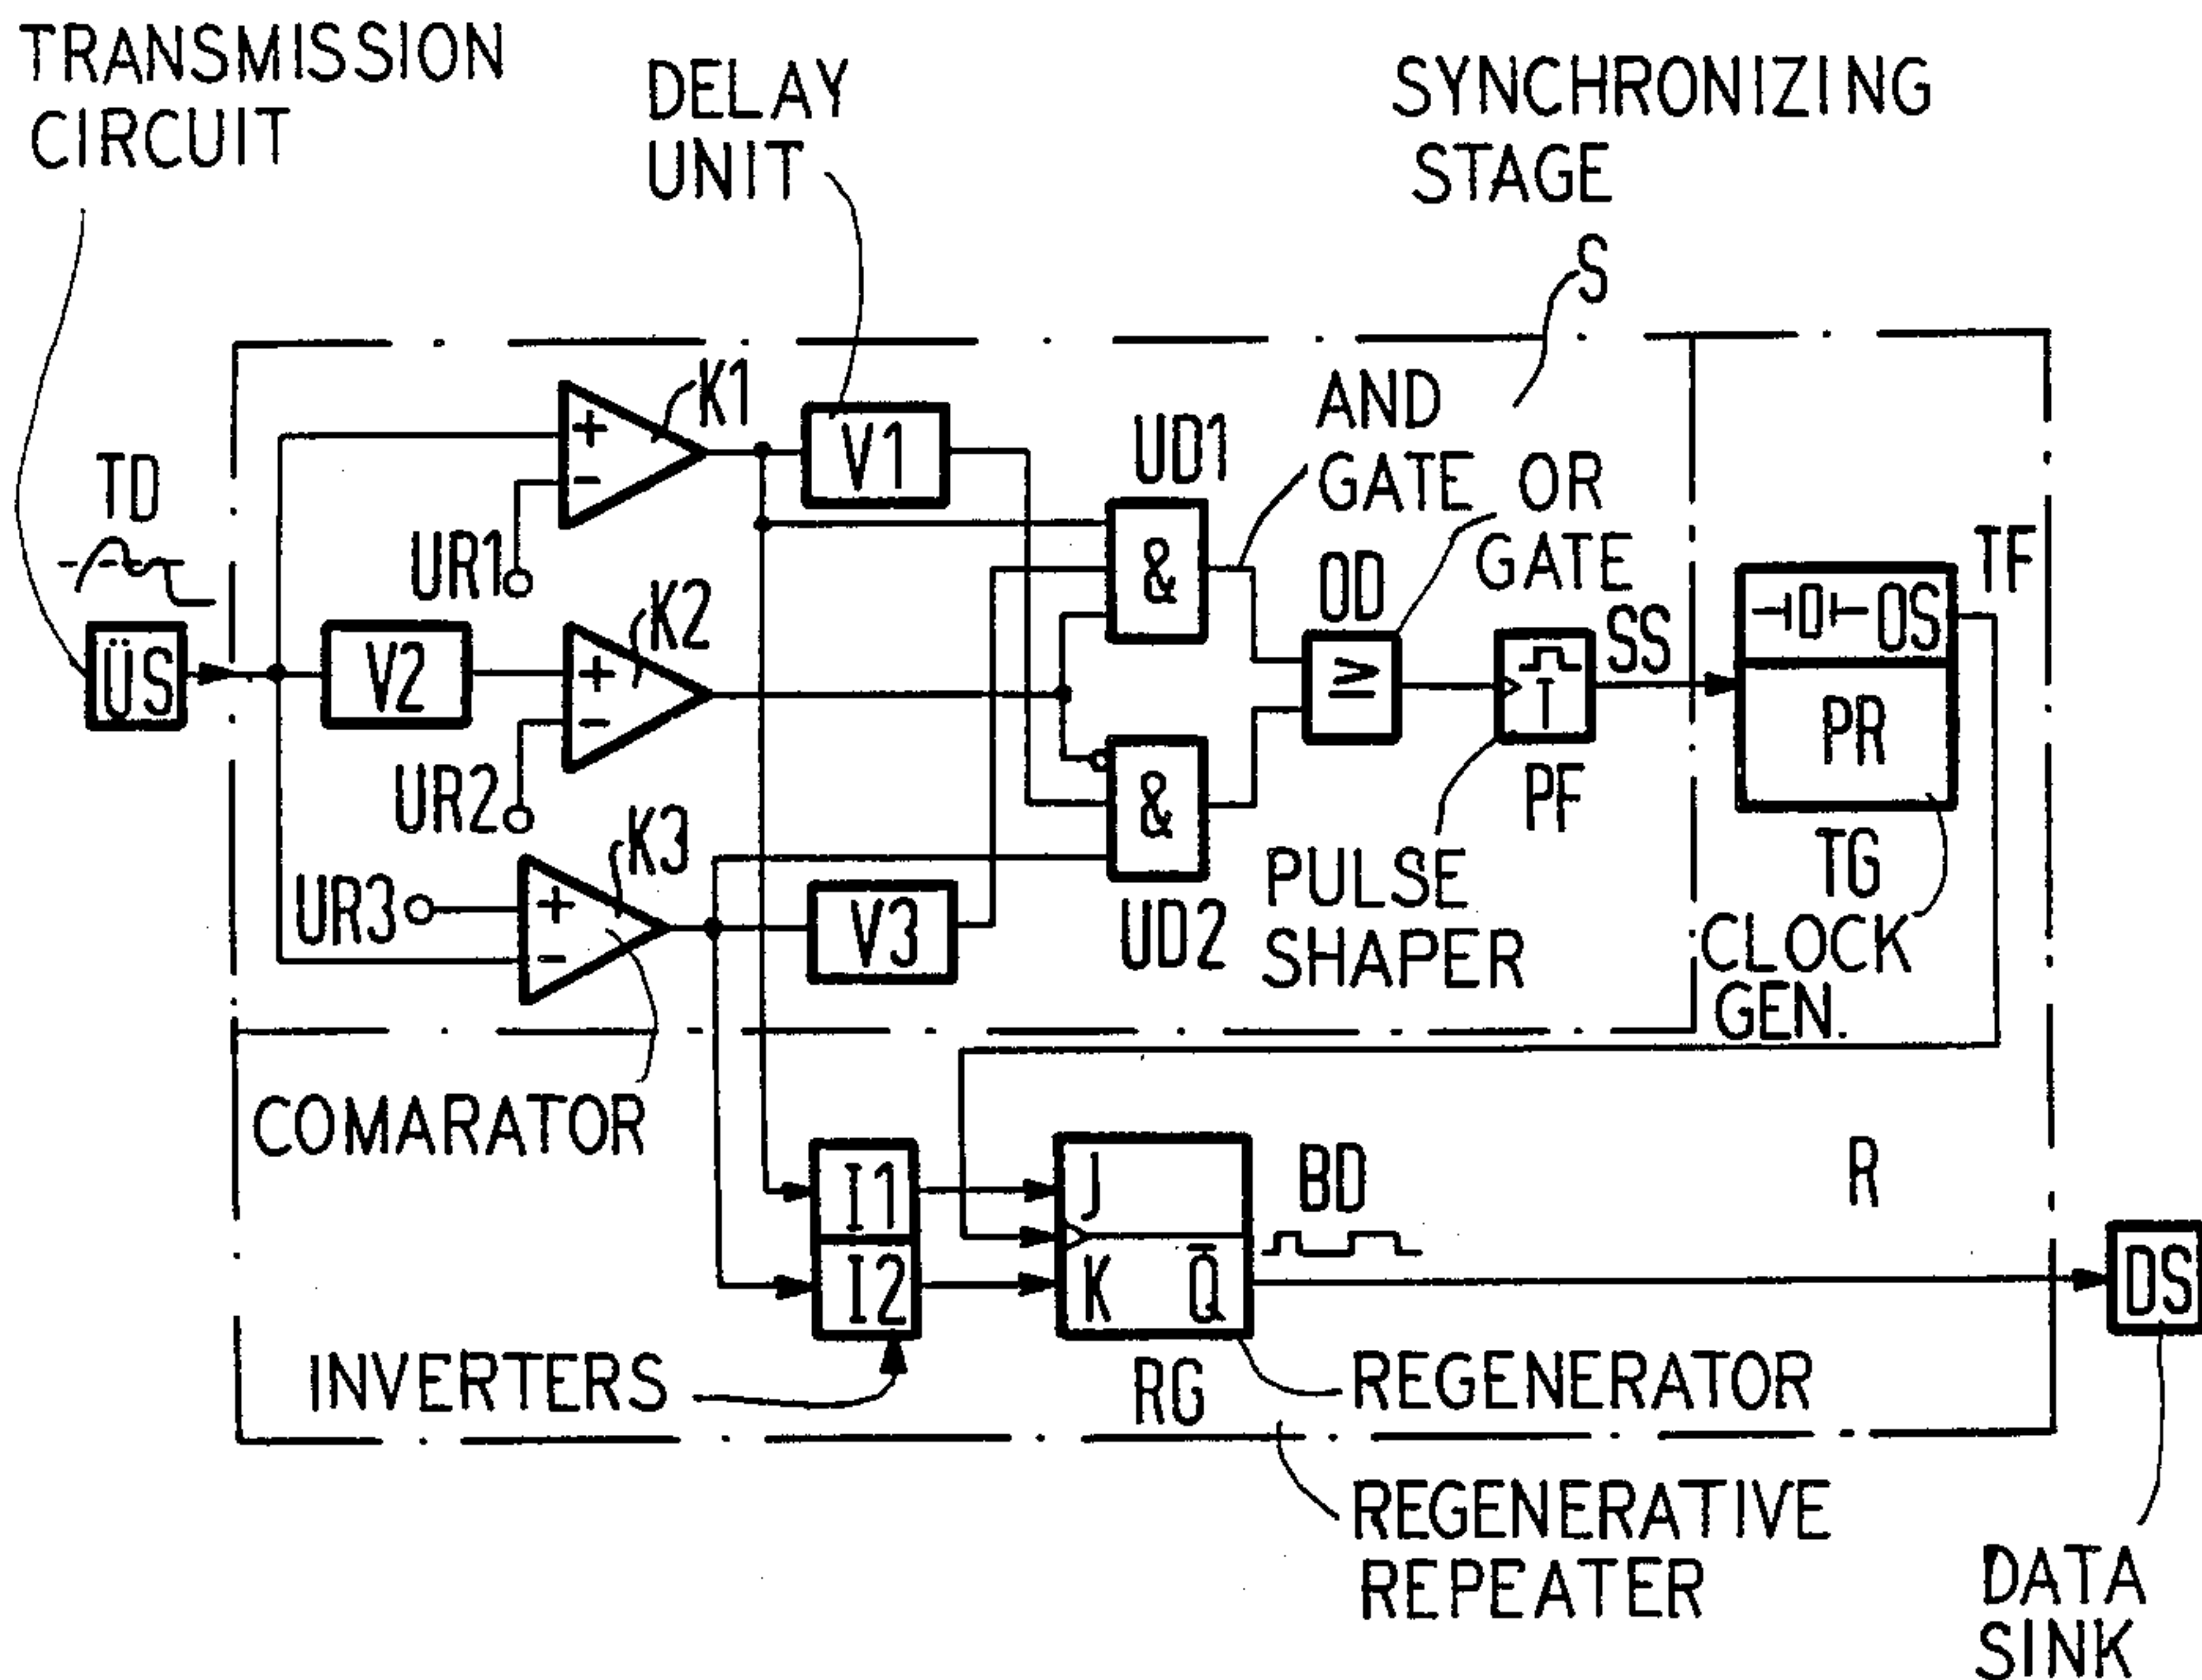 TRANSMISSION
CIRCUIT
DELAY
UNIT
SYNCHRONIZING
STAGE
S
K1
V1
AND
GATE OR
GATE
UD1
TD
UR1
&
OD
TF
ÜS
V2
K2
≥
T
SS
OS
PR
UR2
&
PF
TG
UR3
K3
V3
UD2
PULSE
SHAPER
CLOCK
GEN.
COMARATOR
I1
I2
J
K Q̄
BD
R
DS
INVERTERS
RG
REGENERATOR
REGENERATIVE
REPEATER
DATA
SINK